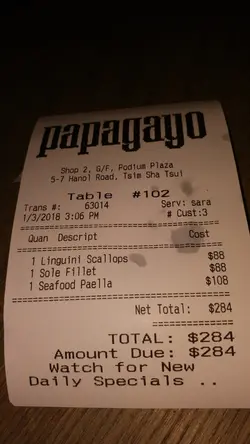 papagayo
Shop 2, G/F, Podium Plaza
5-7 Hanoi Road, Tsim Sha Tsui
Table #102
Trans #: 63014 Serv: sara
1/3/2018 3:06 PM # Cust:3
Quan Descript Cost
1 Linguini Scallops $88
1 Sole Fillet $88
1 Seafood Paella $108
Net Total: $284
TOTAL: $284
Amount Due: $284
Watch for New
Daily Specials ..